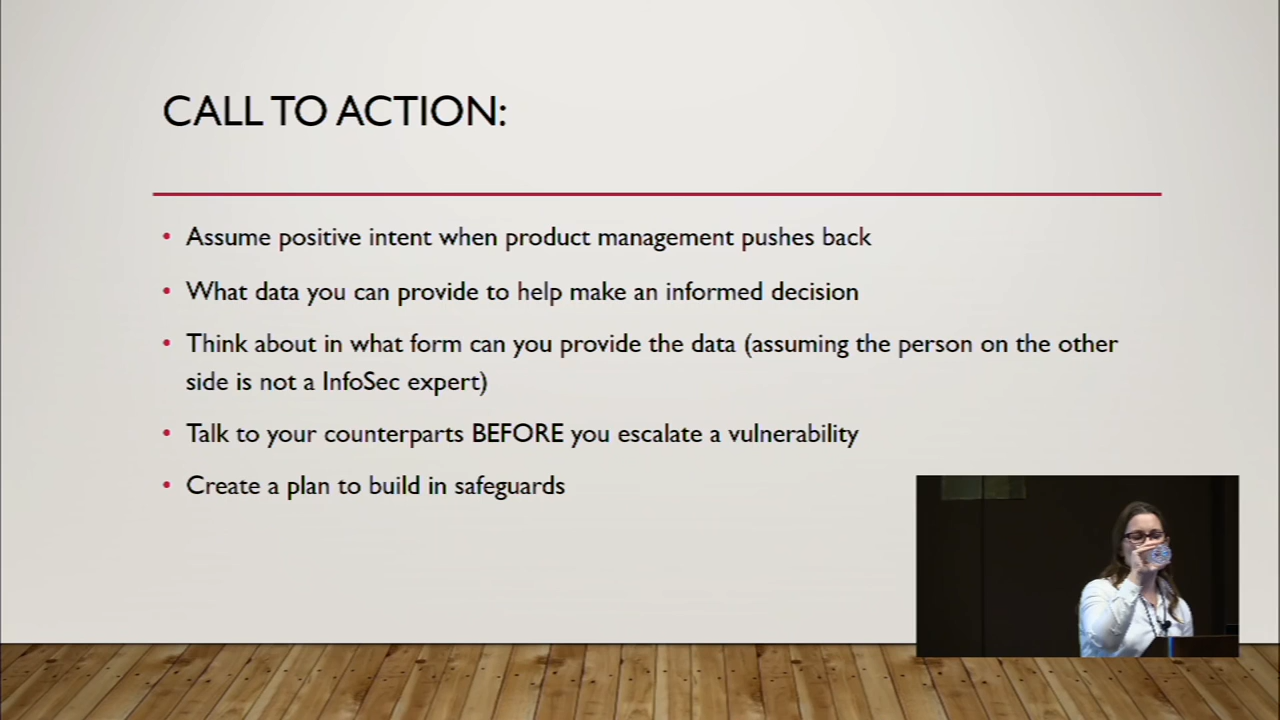 CALL TO ACTION:
• Assume positive intent when product management pushes back
• What data you can provide to help make an informed decision
• Think about in what form can you provide the data (assuming the person on the other
side is not a InfoSec expert)
• Talk to your counterparts BEFORE you escalate a vulnerability
• Create a plan to build in safeguards